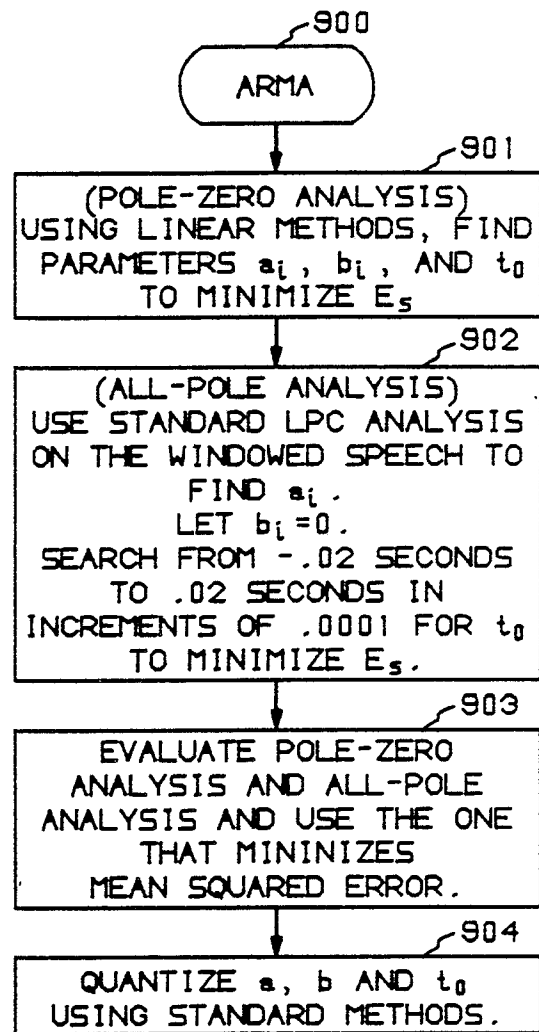 900
ARMA
901
(POLE-ZERO ANALYSIS)
USING LINEAR METHODS, FIND
PARAMETERS aᵢ, bᵢ, AND t₀
TO MINIMIZE Eₛ
902
(ALL-POLE ANALYSIS)
USE STANDARD LPC ANALYSIS
ON THE WINDOWED SPEECH TO
FIND aᵢ.
LET bᵢ=0.
SEARCH FROM -.02 SECONDS
TO .02 SECONDS IN
INCREMENTS OF .0001 FOR t₀
TO MINIMIZE Eₛ.
903
EVALUATE POLE-ZERO
ANALYSIS AND ALL-POLE
ANALYSIS AND USE THE ONE
THAT MININIZES
MEAN SQUARED ERROR.
904
QUANTIZE a, b AND t₀
USING STANDARD METHODS.